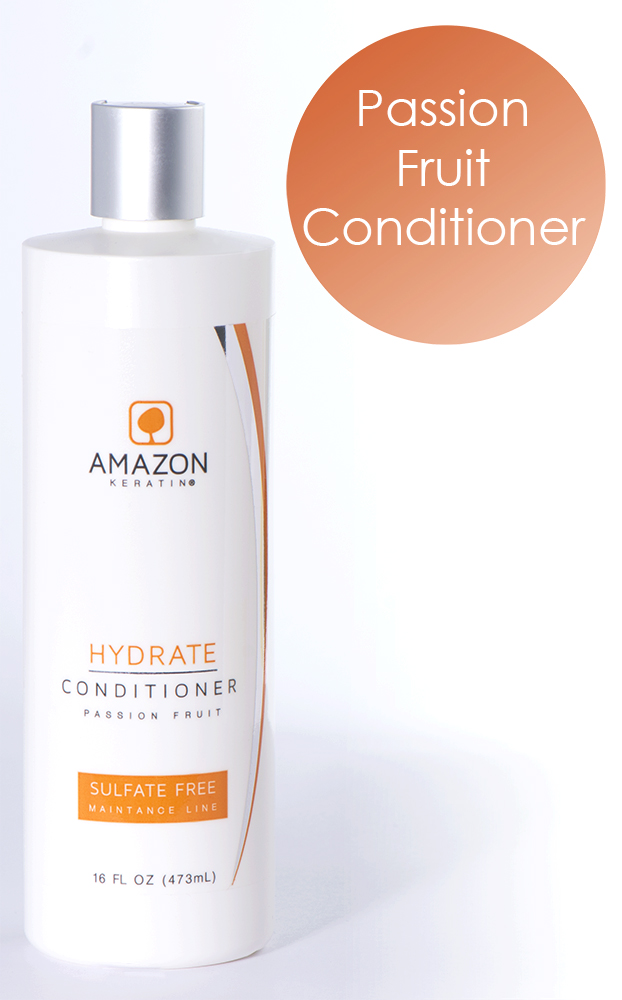 Passion
Fruit
Conditioner
AMAZON
KERATIN®
HYDRATE
CONDITIONER
PASSION FRUIT
SULFATE FREE
MAINTANCE LINE
16 FL OZ (473mL)